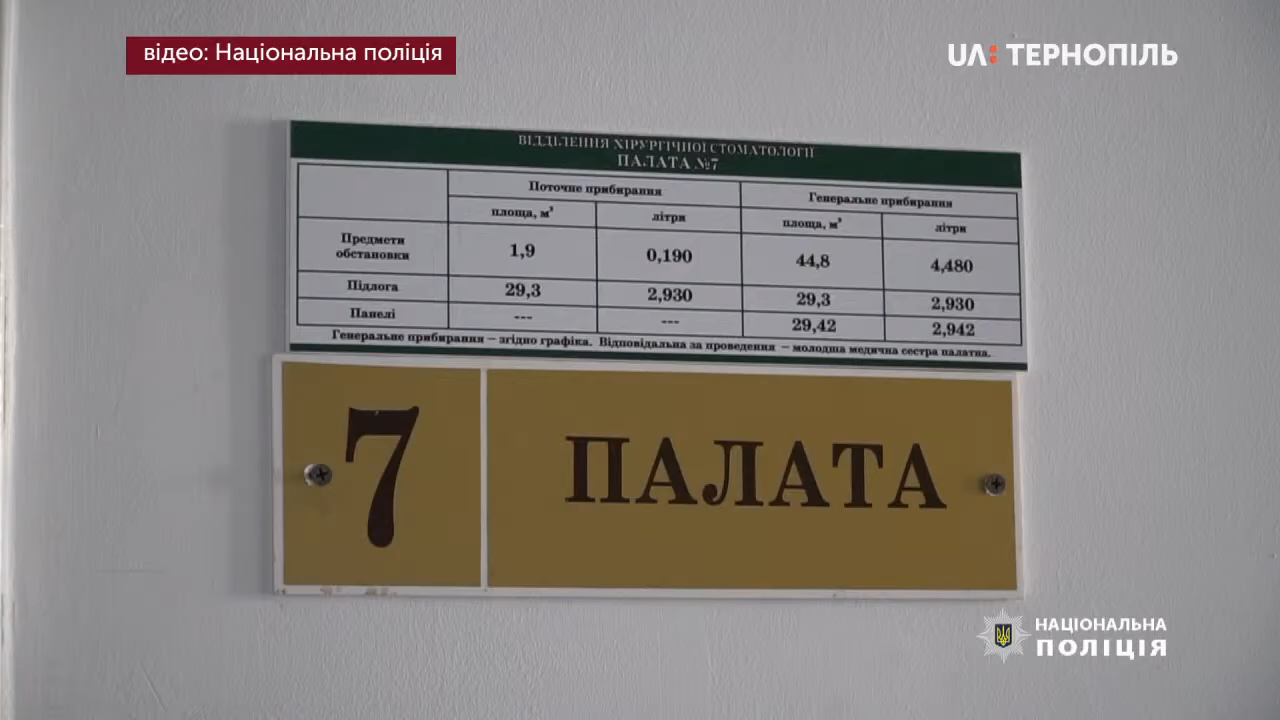 відео: Національна поліція
UA: ТЕРНОПІЛЬ
ВІДДІЛЕННЯ ХІРУРГІЧНОЇ СТОМАТОЛОГІЇ
ПАЛАТА №7
Поточне прибирання Генеральне прибирання
площа, м² літри площа, м² літри
Предмети обстановки 1,9 0,190 44,8 4,480
Підлога 29,3 2,930 29,3 2,930
Панелі --- --- 29,42 2,942
Генеральне прибирання – згідно графіка. Відповідальна за проведення – молодша медична сестра палатна.
7 ПАЛАТА
НАЦІОНАЛЬНА
ПОЛІЦІЯ